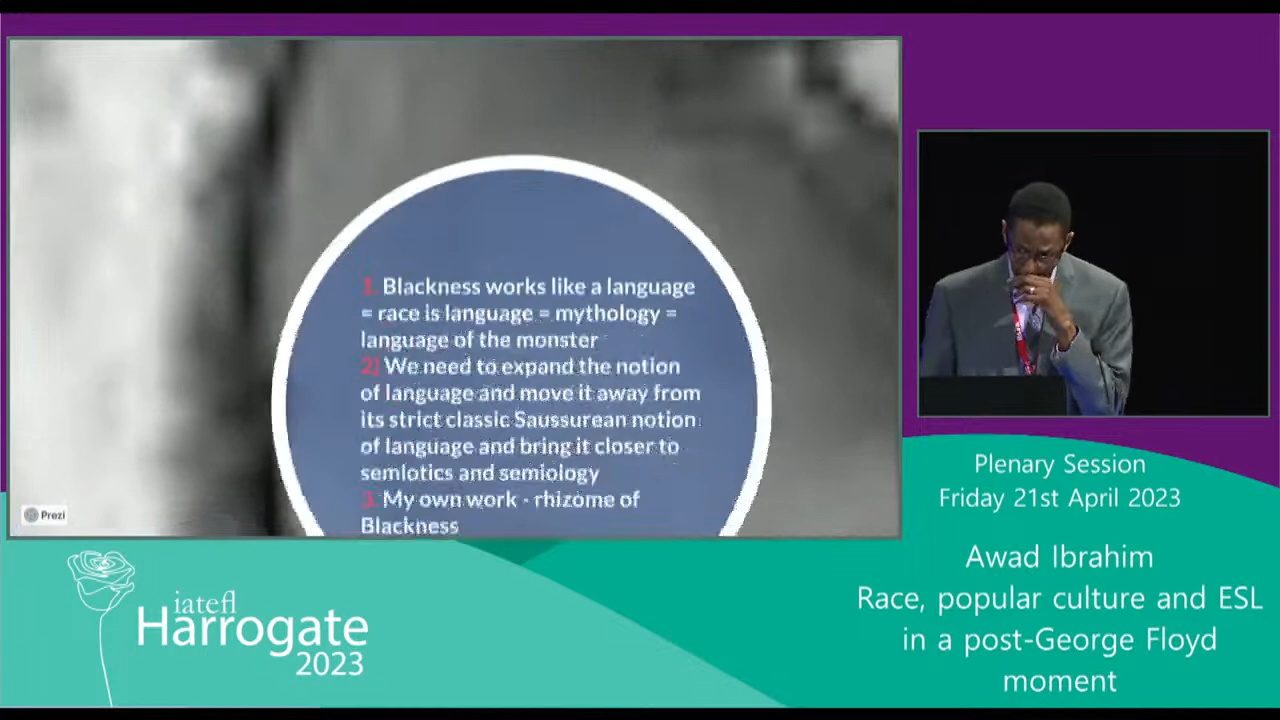 1. Blackness works like a language
= race is language = mythology =
language of the monster
2) We need to expand the notion
of language and move it away from
its strict classic Saussurean notion
of language and bring it closer to
semiotics and semiology
3. My own work - rhizome of
Blackness
Prezi
iatefl
Harrogate
2023
Plenary Session
Friday 21st April 2023
Awad Ibrahim
Race, popular culture and ESL
in a post-George Floyd
moment